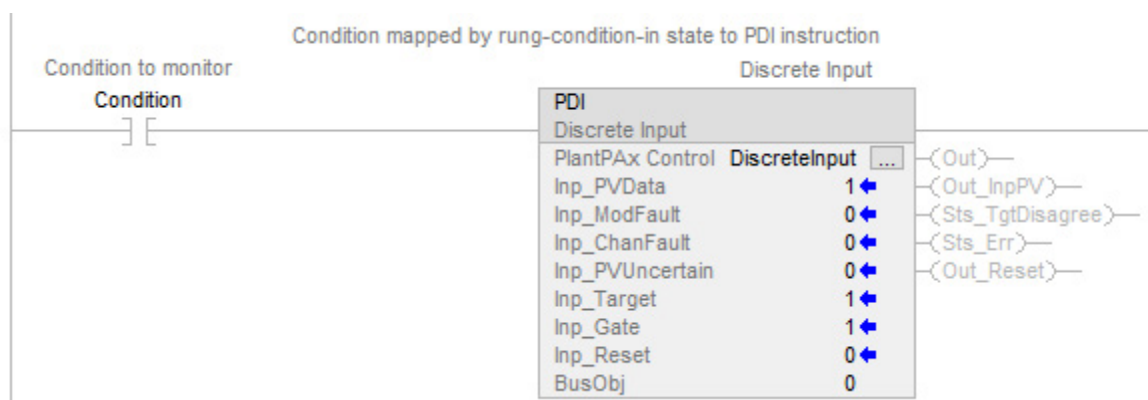 Condition mapped by rung-condition-in state to PDI instruction
Condition to monitor
Discrete Input
Condition
PDI
Discrete Input
PlantPAx Control DiscreteInput ... (Out)
Inp_PVData 1 (Out_InpPV)
Inp_ModFault 0 (Sts_TgtDisagree)
Inp_ChanFault 0 (Sts_Err)
Inp_PVUncertain 0 (Out_Reset)
Inp_Target 1
Inp_Gate 1
Inp_Reset 0
BusObj 0